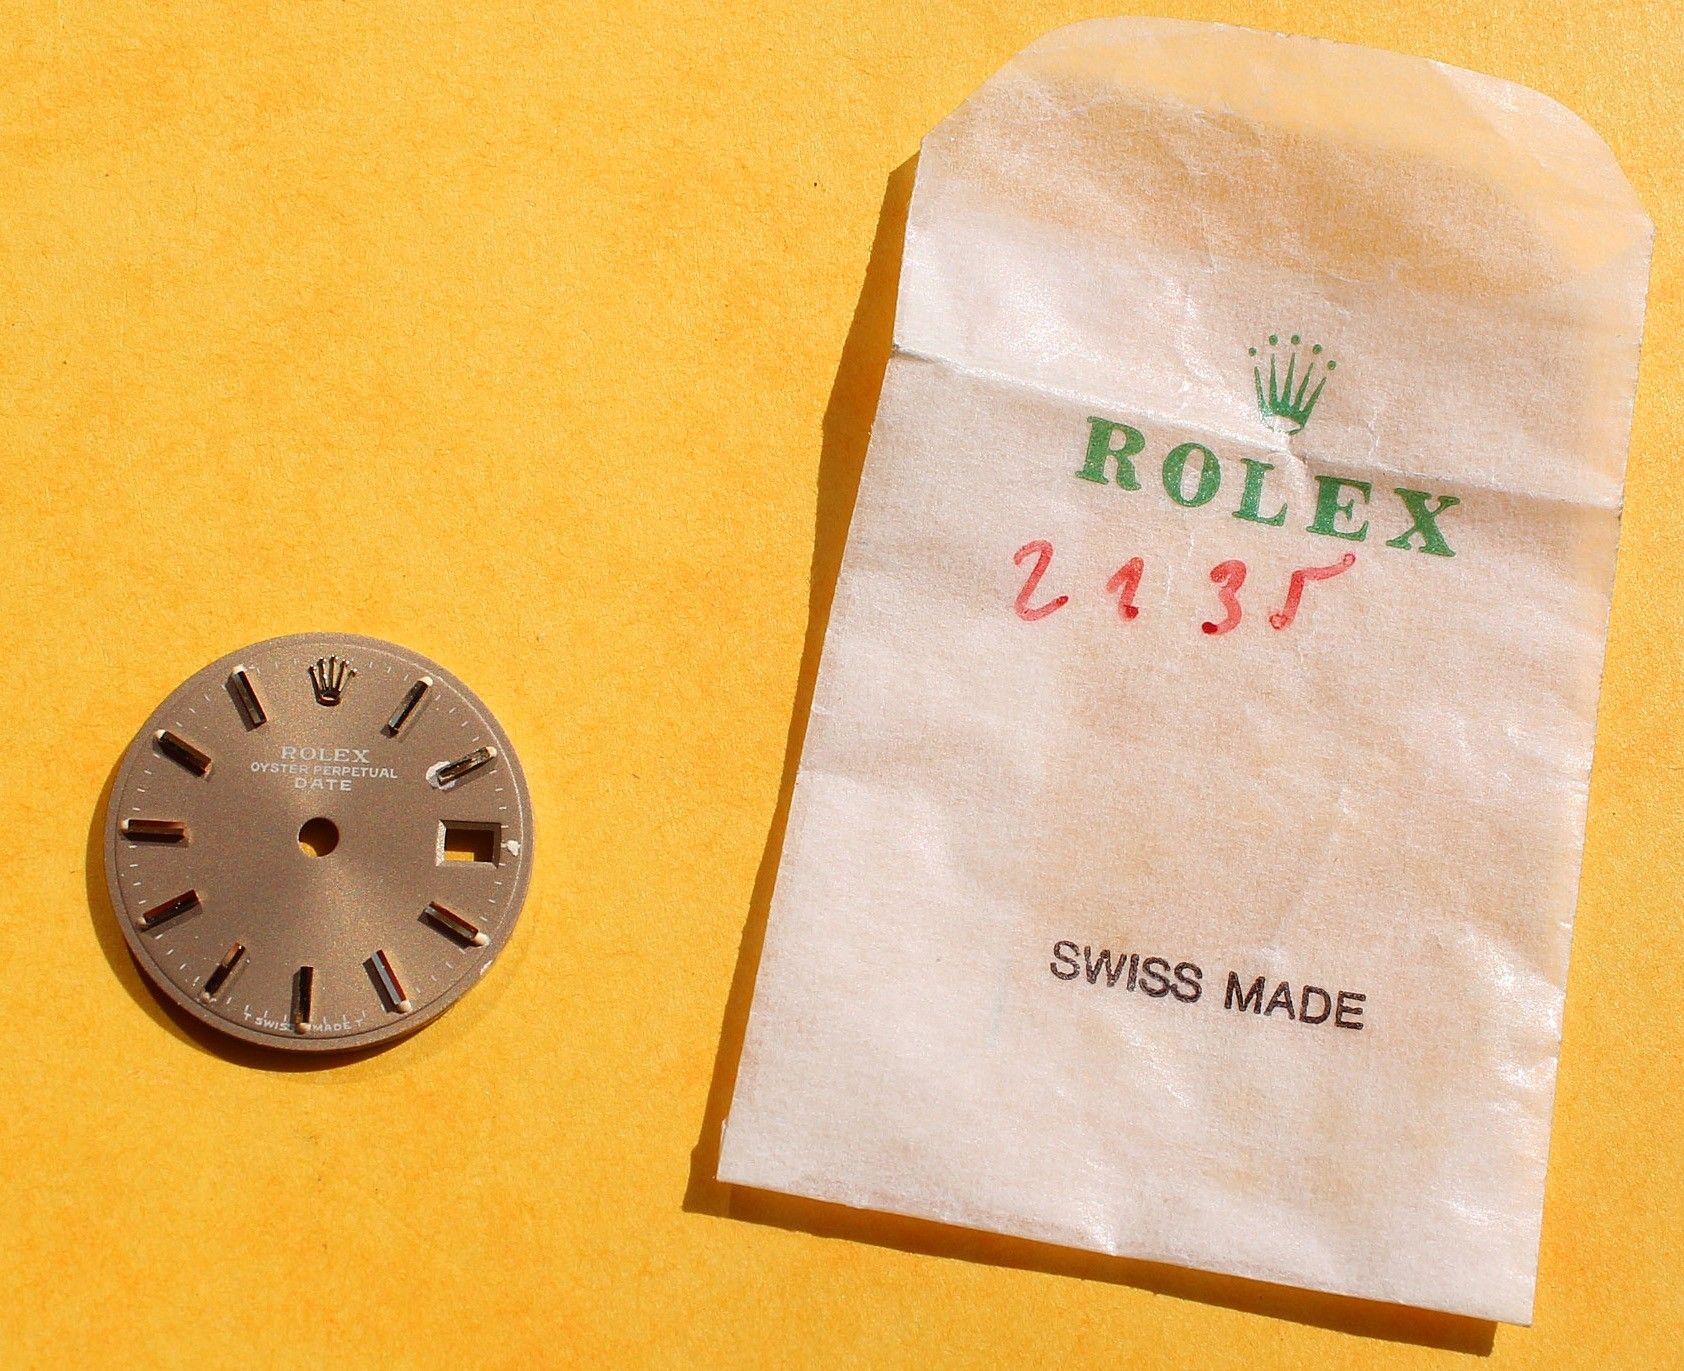 ROLEX
OYSTER PERPETUAL
DATE
T SWISS MADE T
ROLEX
2135
SWISS MADE